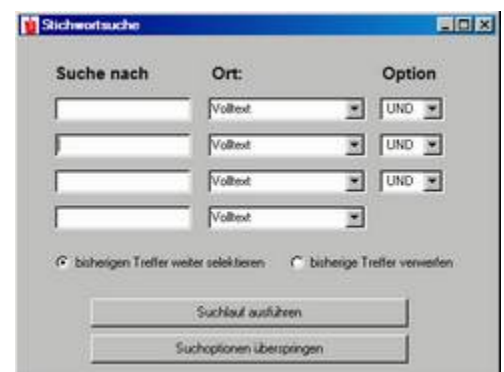 Stichwortsuche
Suche nach Ort: Option
Volltext UND
Volltext UND
Volltext UND
Volltext
bisherigen Treffer weiter selektieren bisherige Treffer verwerfen
Suchlauf ausführen
Suchoptionen überspringen